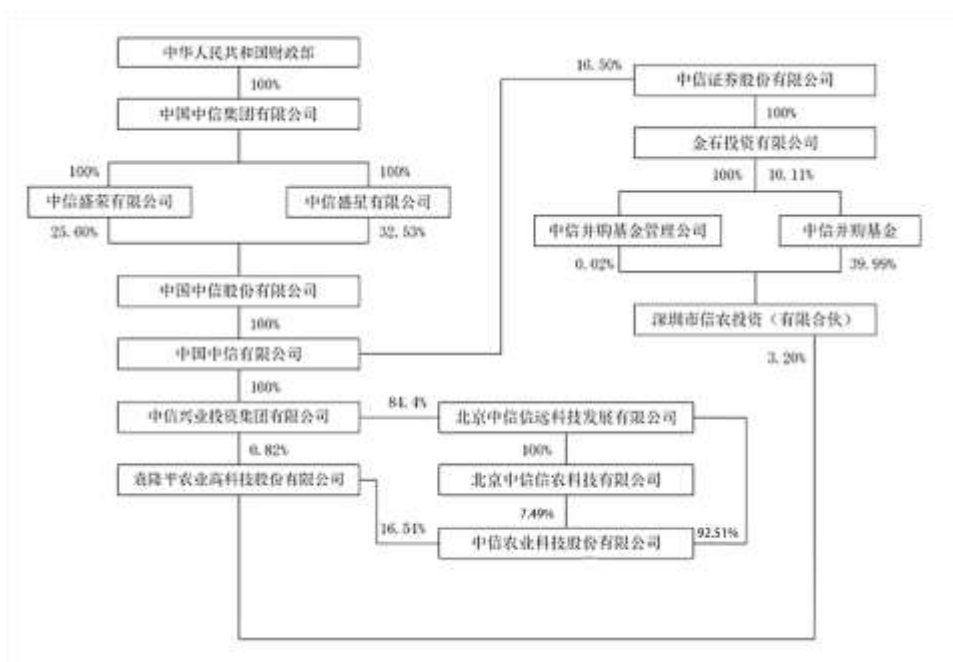 中华人民共和国财政部
100%
中国中信集团有限公司
100%
100%
中信盛荣有限公司
中信盛星有限公司
25.60%
32.53%
中国中信股份有限公司
100%
中国中信有限公司
100%
中信兴业投资集团有限公司
0.82%
袁隆平农业高科技股份有限公司
16.50%
中信证券股份有限公司
100%
金石投资有限公司
100%
10.11%
中信并购基金管理公司
中信并购基金
0.02%
39.99%
深圳市信农投资（有限合伙）
3.20%
84.4%
北京中信信远科技发展有限公司
100%
北京中信信农科技有限公司
7.49%
16.54%
中信农业科技股份有限公司
92.51%